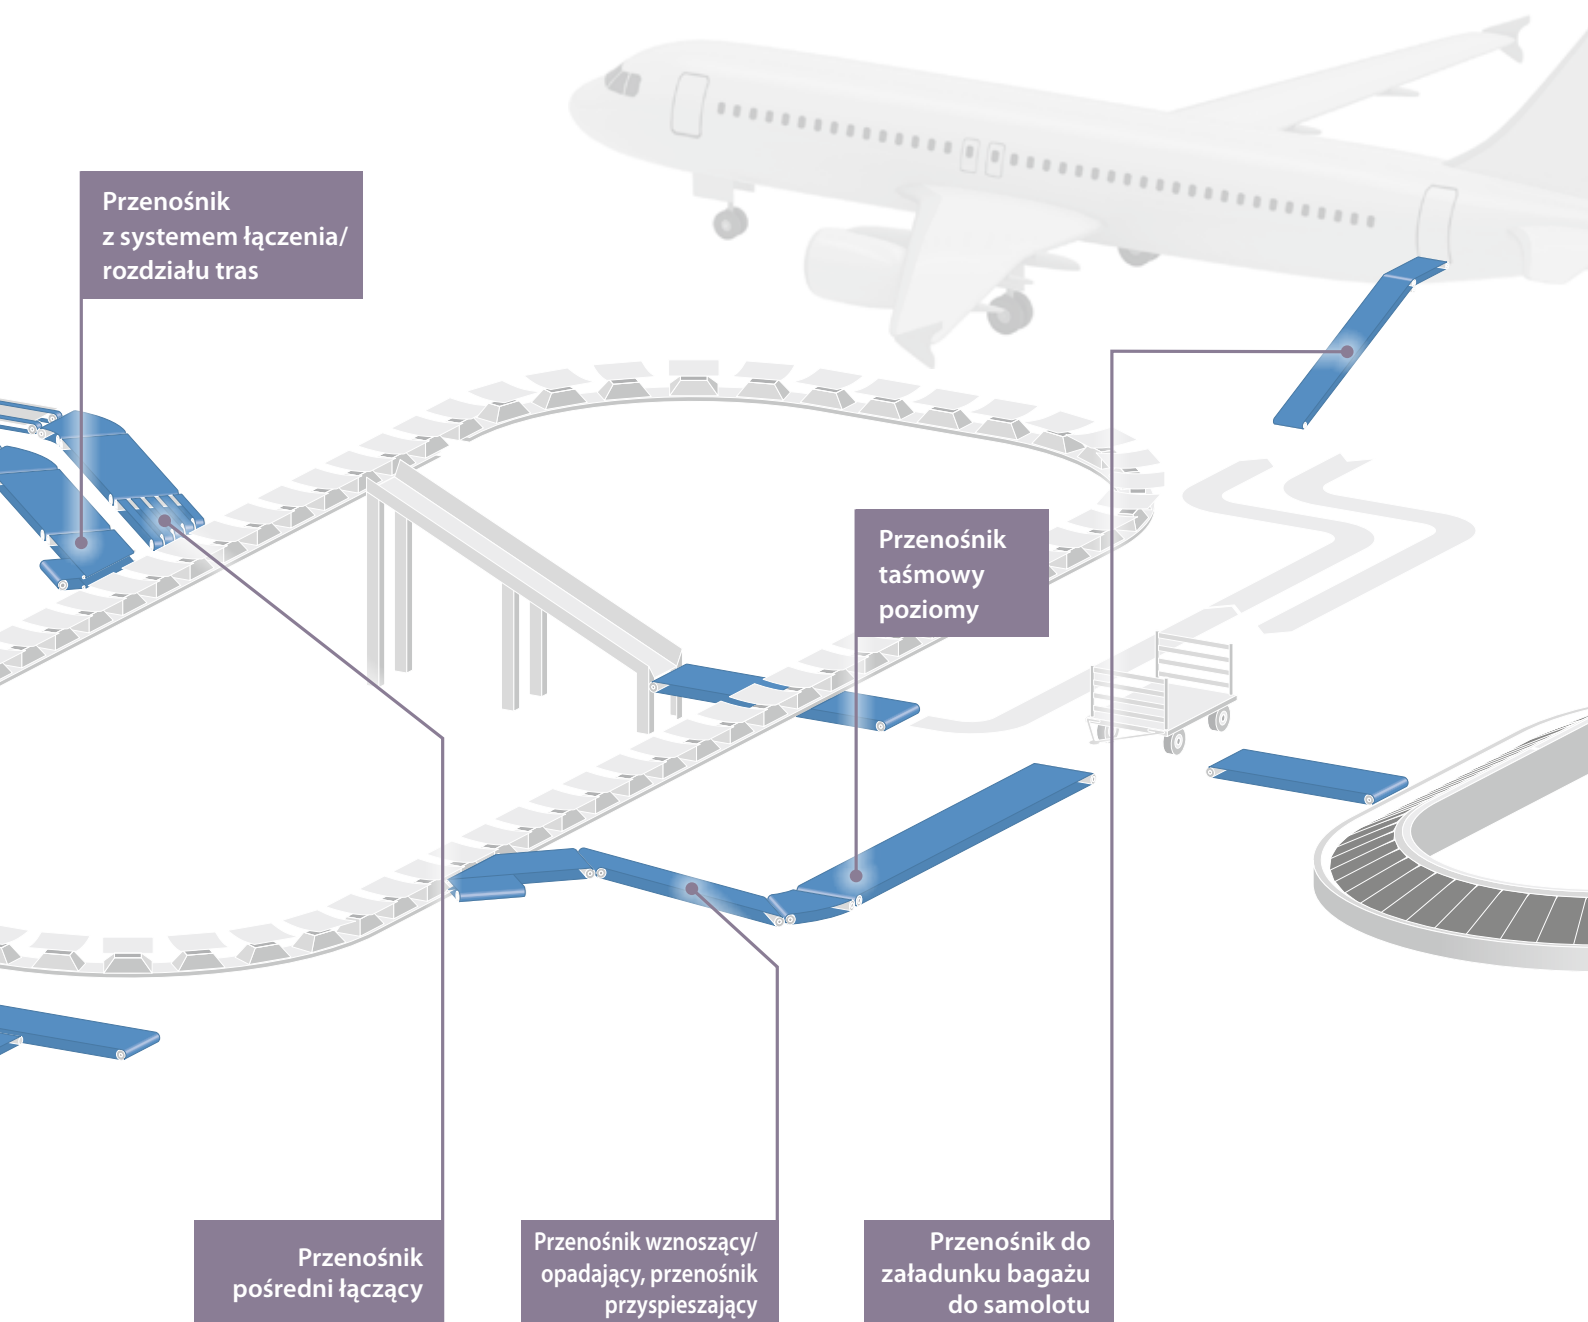 Przenośnik
z systemem łączenia/
rozdziału tras
Przenośnik
taśmowy
poziomy
Przenośnik
pośredni łączący
Przenośnik wznoszący/
opadający, przenośnik
przyspieszający
Przenośnik do
załadunku bagażu
do samolotu